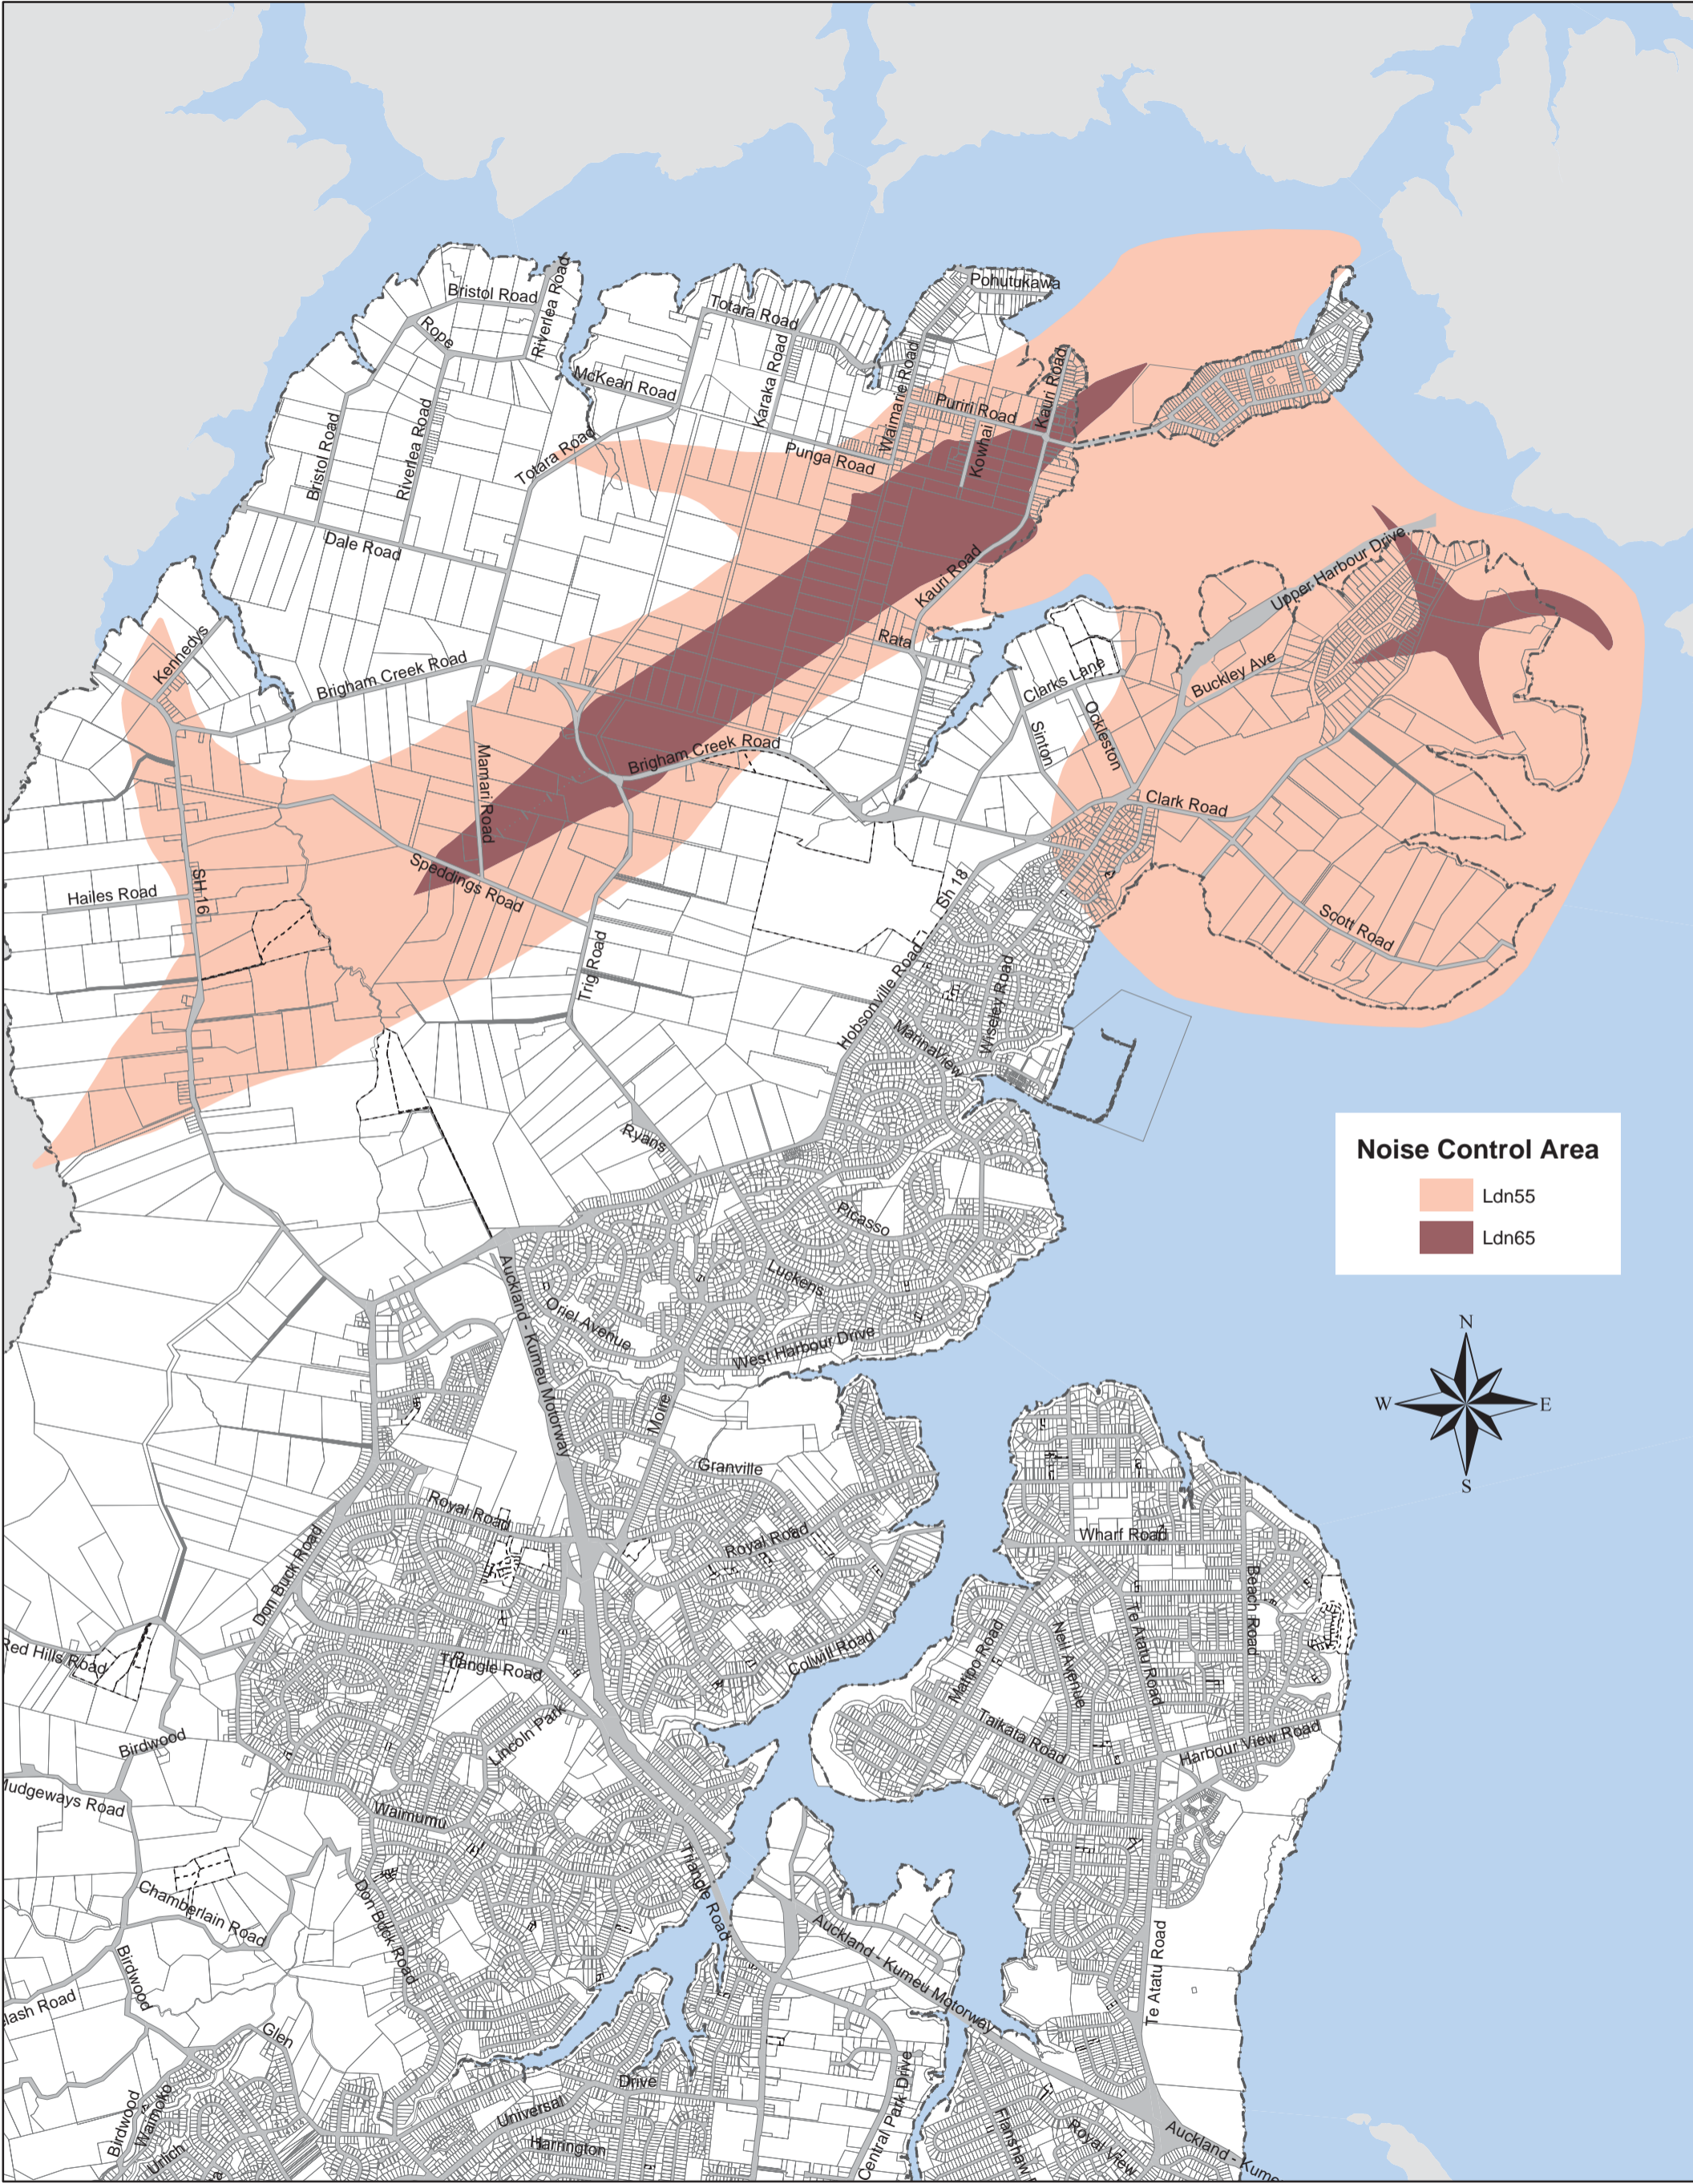 Pohutukawa
Bristol Road
Riverlea Road
Rope
Totara Road
Karaka Road
McKean Road
Waimarie Road
Kauri Road
Puriri Road
Kowhai
Punga Road
Totara Road
Bristol Road
Riverlea Road
Dale Road
Kauri Road
Upper Harbour Drive
Rata
Kennedys
Brigham Creek Road
Clarks Lane
Buckley Ave
Ockleston
Sinton
Mamari Road
Brigham Creek Road
Clark Road
Speddings Road
Hailes Road
SH 16
Sh 18
Scott Road
Trig Road
Hobsonville Road
Wiseley Road
MarinaView
Ryans
Noise Control Area
Ldn55
Ldn65
Picasso
Luckens
Auckland - Kumeu Motorway
Oriel Avenue
West Harbour Drive
N
W
E
S
Moire
Granville
Royal Road
Royal Road
Wharf Road
Don Buck Road
Beach Road
Te Atatu Road
Neil Avenue
Matipo Road
Colwill Road
Red Hills Road
Triangle Road
Lincoln Park
Taikata Road
Harbour View Road
Birdwood
Mudgeways Road
Waimumu
Triangle Road
Chamberlain Road
Don Buck Road
Auckland - Kumeu Motorway
Te Atatu Road
Birdwood
lash Road
Glen
Drive
Universal
Central Park Drive
Birdwood
Waimoko
Urlich
Harrington
Flanshaw
Royal View
Auckland - Kume